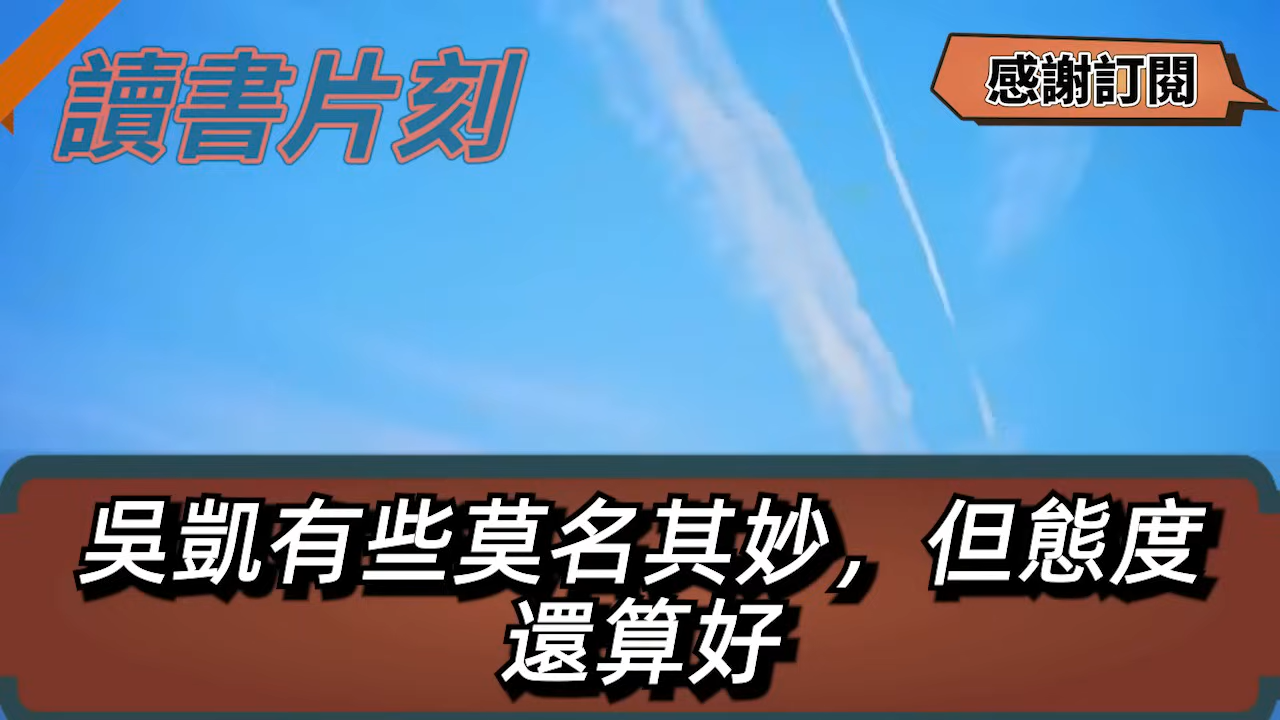 讀書片刻
感謝訂閱
吳凱有些莫名其妙，但態度
還算好